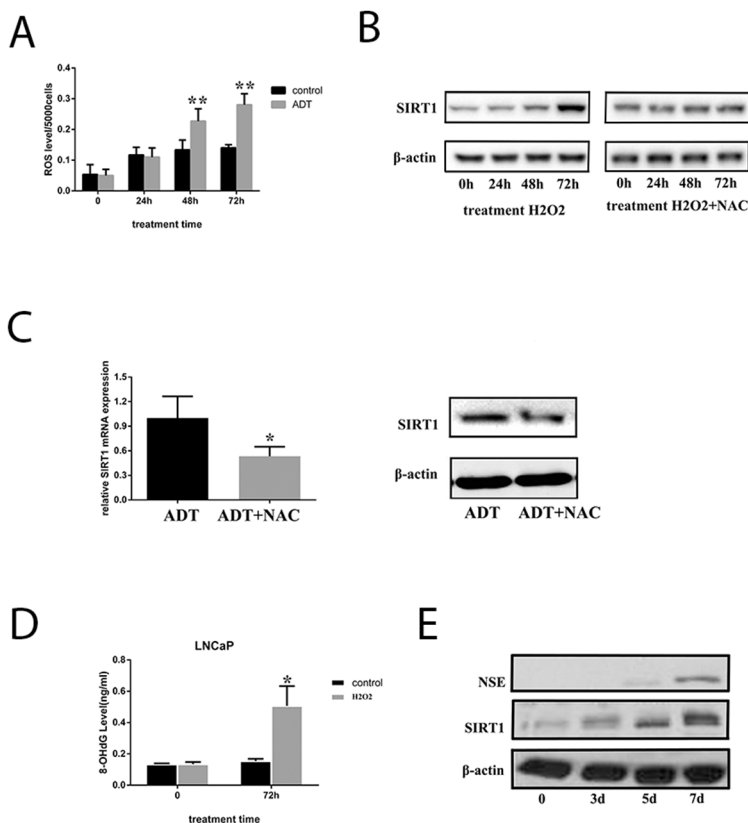 A
ROS level/5000cells
0.4
0.3
0.2
0.1
0.0
** **
control
ADT
0 24h 48h 72h
treatment time
B
SIRT1
β-actin
0h 24h 48h 72h 0h 24h 48h 72h
treatment H2O2 treatment H2O2+NAC
C
relative SIRT1 mRNA expression
1.5
1.2
0.9
0.6
0.3
0.0
*
ADT ADT+NAC
SIRT1
β-actin
ADT ADT+NAC
D
LNCaP
8-OHdG Level(ng/ml)
0.8
0.6
0.4
0.2
0.0
*
control
H2O2
0 72h
treatment time
E
NSE
SIRT1
β-actin
0 3d 5d 7d